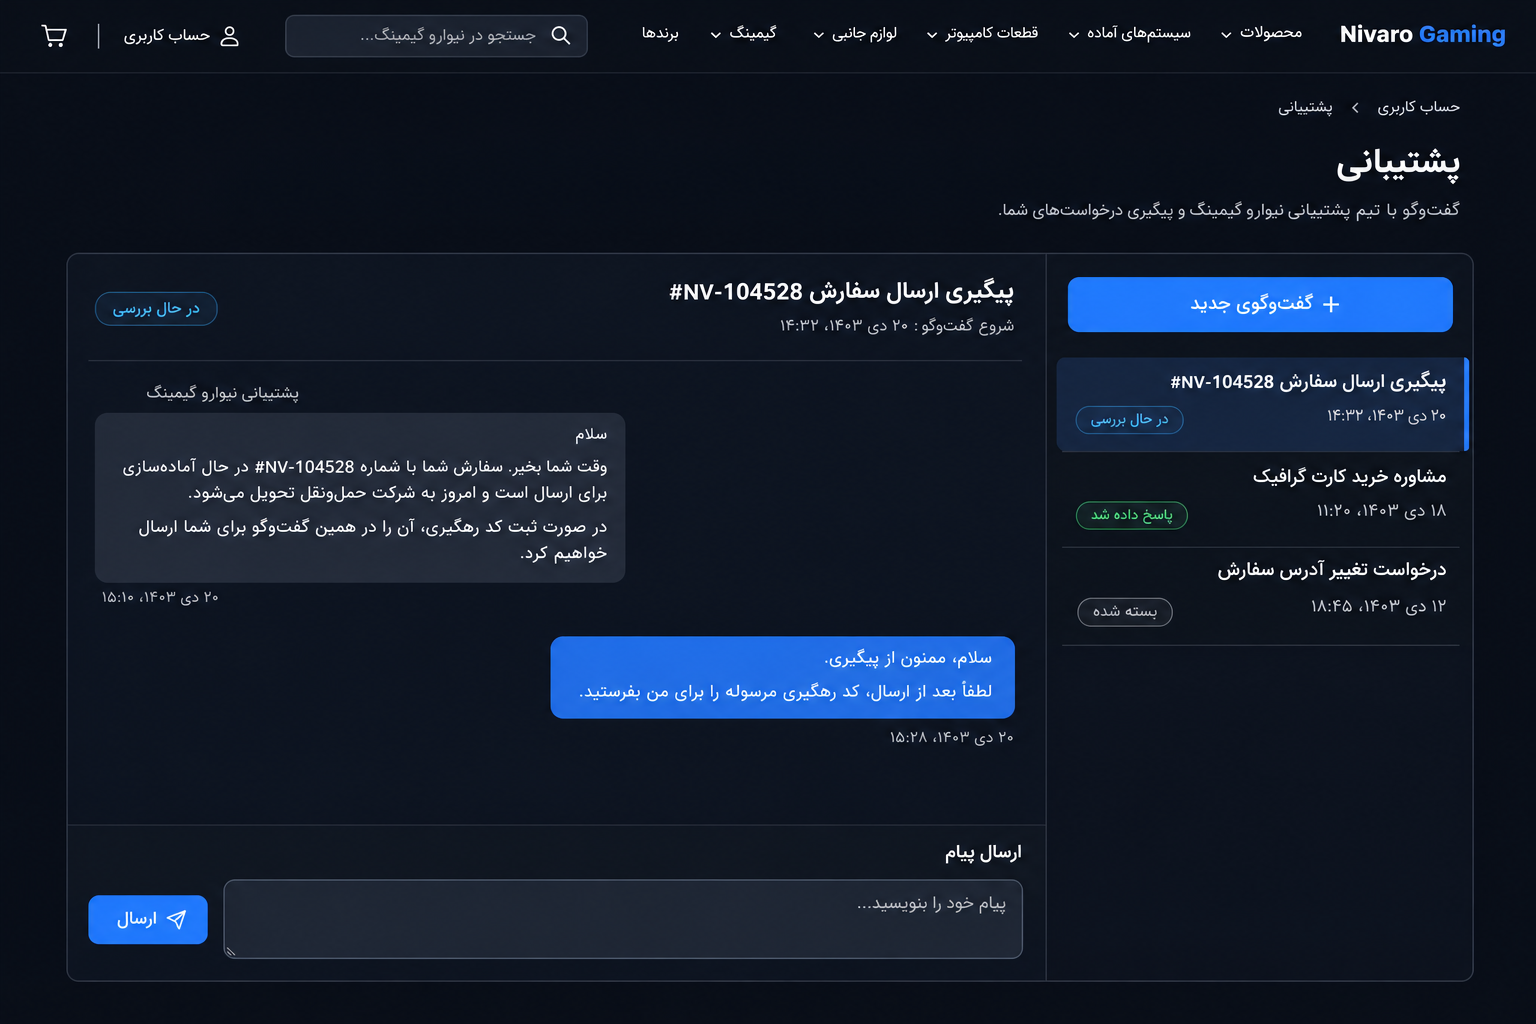 Nivaro Gaming
محصولات
سیستم‌های آماده
قطعات کامپیوتر
لوازم جانبی
گیمینگ
برندها
جستجو در نیوارو گیمینگ...
حساب کاربری
حساب کاربری
پشتیبانی
پشتیبانی
گفت‌وگو با تیم پشتیبانی نیوارو گیمینگ و پیگیری درخواست‌های شما.
گفت‌وگوی جدید
پیگیری ارسال سفارش NV-104528#
۲۰ دی ۱۴۰۳، ۱۴:۳۲
در حال بررسی
مشاوره خرید کارت گرافیک
۱۸ دی ۱۴۰۳، ۱۱:۲۰
پاسخ داده شد
درخواست تغییر آدرس سفارش
۱۲ دی ۱۴۰۳، ۱۸:۴۵
بسته شده
پیگیری ارسال سفارش NV-104528#
در حال بررسی
شروع گفت‌وگو : ۲۰ دی ۱۴۰۳، ۱۴:۳۲
پشتیبانی نیوارو گیمینگ
سلام
وقت شما بخیر. سفارش شما با شماره NV-104528# در حال آماده‌سازی
برای ارسال است و امروز به شرکت حمل‌ونقل تحویل می‌شود.
در صورت ثبت کد رهگیری، آن را در همین گفت‌وگو برای شما ارسال
خواهیم کرد.
۲۰ دی ۱۴۰۳، ۱۵:۱۰
سلام، ممنون از پیگیری.
لطفاً بعد از ارسال، کد رهگیری مرسوله را برای من بفرستید.
۲۰ دی ۱۴۰۳، ۱۵:۲۸
ارسال پیام
پیام خود را بنویسید...
ارسال